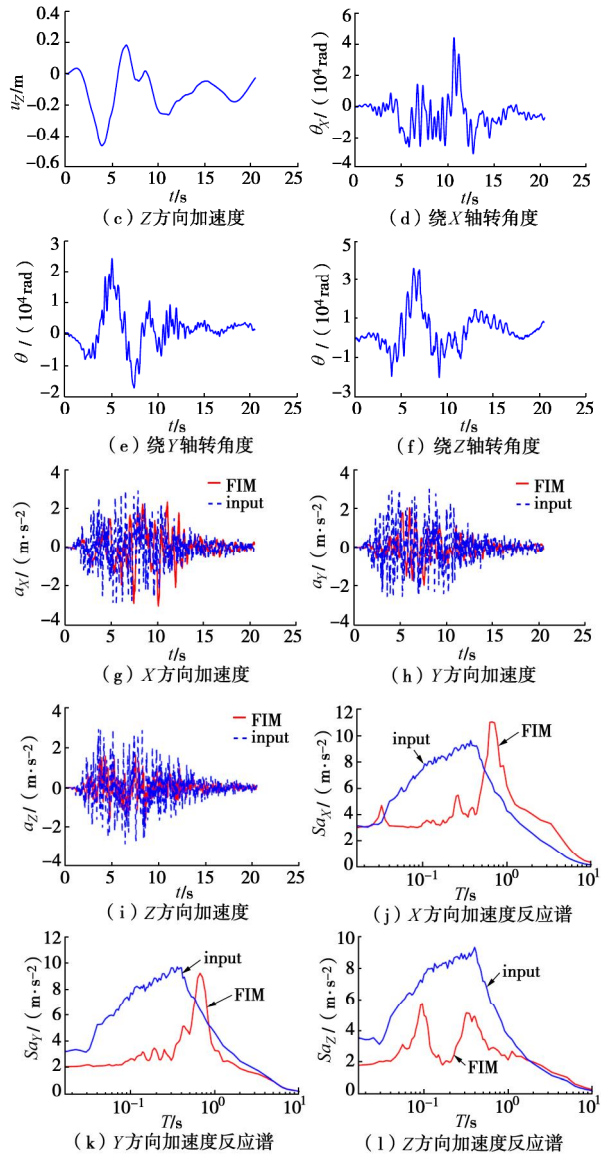 0.4
0.2
0
−0.2
−0.4
−0.6
u_Z/m
0 5 10 15 20 25
t/s
(c) Z方向加速度
6
4
2
0
−2
−4
θ_X/(10⁴rad)
0 5 10 15 20 25
t/s
(d) 绕X轴转角度
3
2
1
0
−1
−2
θ /(10⁴rad)
0 5 10 15 20 25
t/s
(e) 绕Y轴转角度
5
3
1
−1
−3
θ /(10⁴rad)
0 5 10 15 20 25
t/s
(f) 绕Z轴转角度
4
2
0
−2
−4
a_X/(m·s⁻²)
FIM
input
0 5 10 15 20 25
t/s
(g) X方向加速度
4
2
0
−2
−4
a_Y/(m·s⁻²)
FIM
input
0 5 10 15 20 25
t/s
(h) Y方向加速度
4
2
0
−2
−4
a_Z/(m·s⁻²)
FIM
input
0 5 10 15 20 25
t/s
(i) Z方向加速度
12
10
8
6
4
2
0
Sa_X/(m·s⁻²)
input
FIM
10⁻¹ 10⁰ 10¹
T/s
(j) X方向加速度反应谱
12
10
8
6
4
2
0
Sa_Y/(m·s⁻²)
input
FIM
10⁻¹ 10⁰ 10¹
T/s
(k) Y方向加速度反应谱
10
8
6
4
2
0
Sa_Z/(m·s⁻²)
input
FIM
10⁻¹ 10⁰ 10¹
T/s
(l) Z方向加速度反应谱